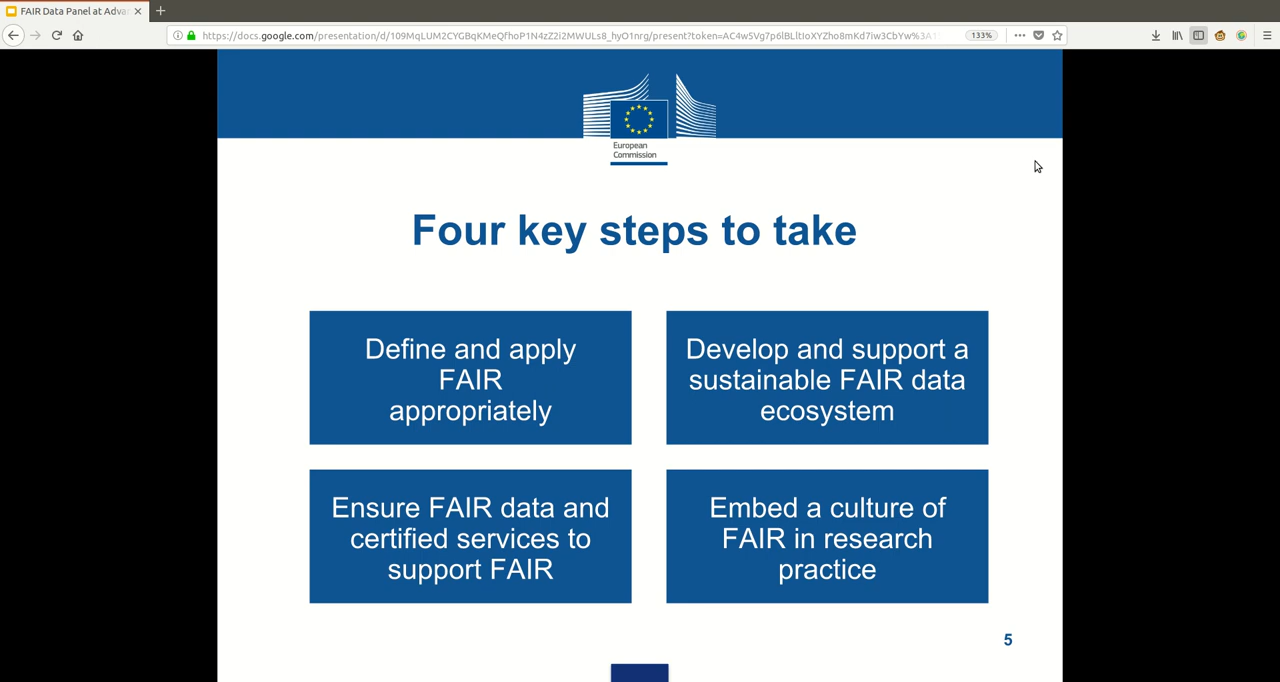 FAIR Data Panel at Adva
https://docs.google.com/presentation/d/109MqLUM2CYGBqKMeQfhoP1N4zZ2i2MWULs8_hyO1nrg/present?token=
133%
European
Commission
Four key steps to take
Define and apply
FAIR
appropriately
Develop and support a
sustainable FAIR data
ecosystem
Ensure FAIR data and
certified services to
support FAIR
Embed a culture of
FAIR in research
practice
5